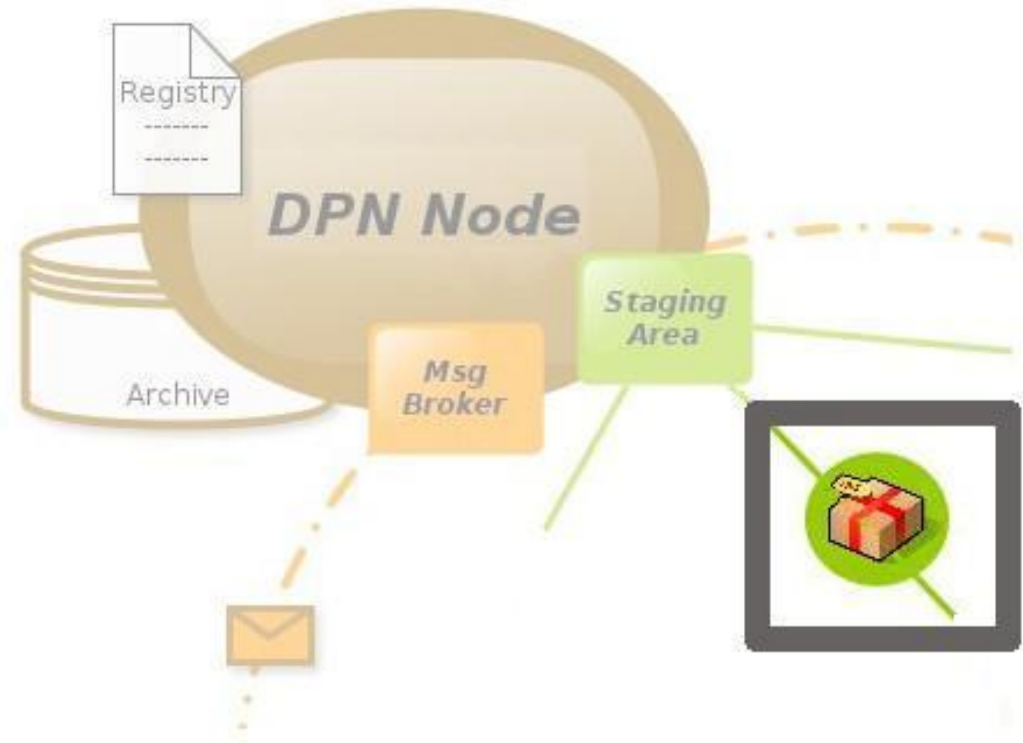 Registry
-------
-------
DPN Node
Staging
Area
Msg
Broker
Archive